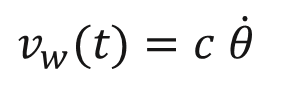 v_w(t) = c θ̇